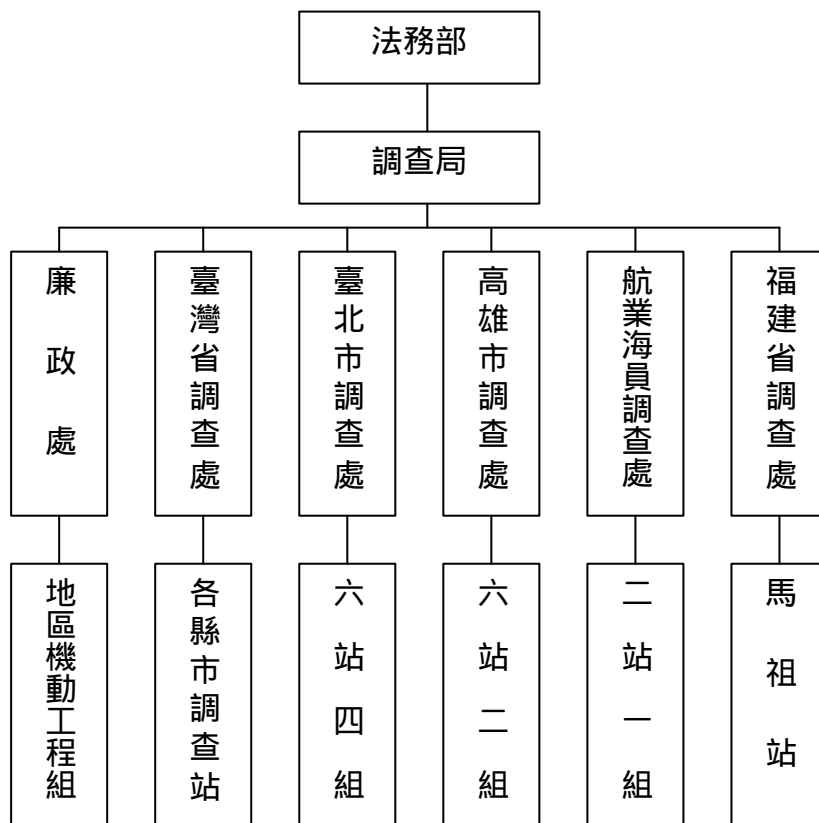 法務部
調查局
廉政處
臺灣省調查處
臺北市調查處
高雄市調查處
航業海員調查處
福建省調查處
地區機動工程組
各縣市調查站
六站四組
六站二組
二站一組
馬祖站